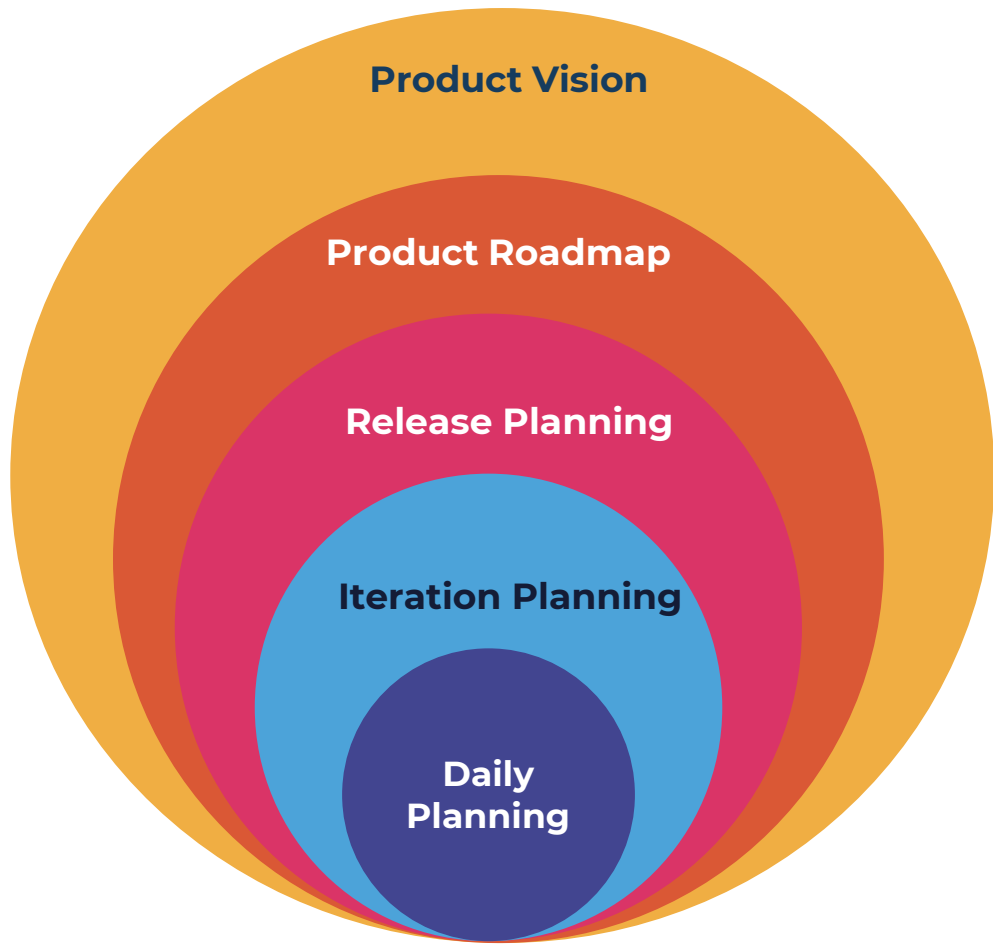 Product Vision
Product Roadmap
Release Planning
Iteration Planning
Daily
Planning